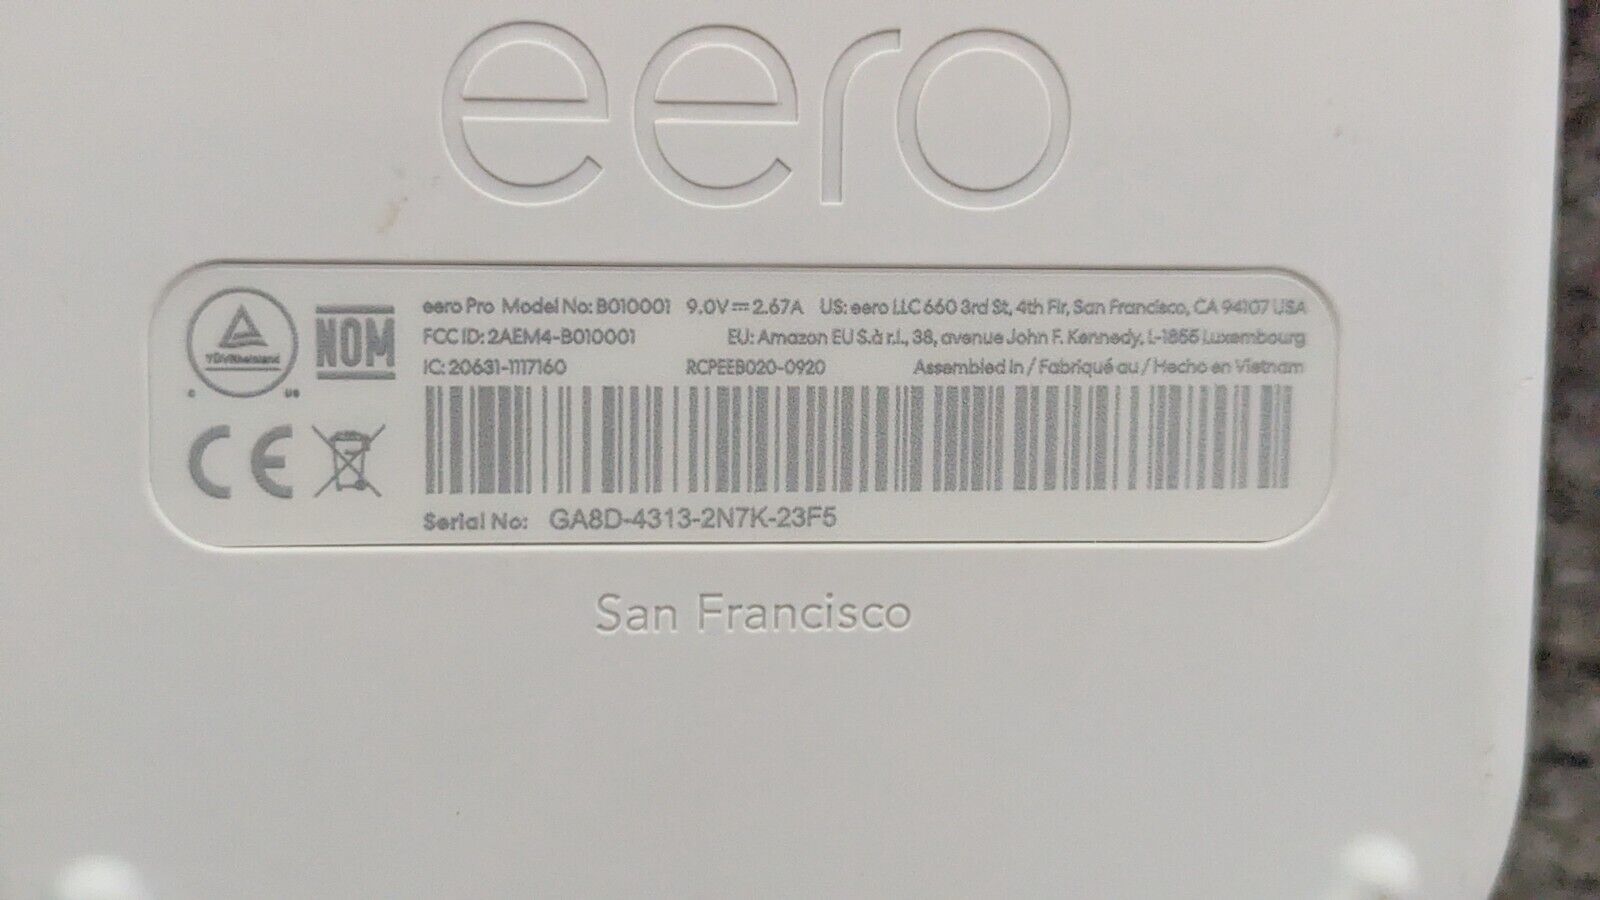 eero
eero Pro Model No: B010001 9.0V⎓2.67A US: eero LLC 660 3rd St, 4th Flr, San Francisco, CA 94107 USA
FCC ID: 2AEM4-B010001 EU: Amazon EU S.à r.l., 38, avenue John F. Kennedy, L-1855 Luxembourg
IC: 20631-1117160 RCPEEB020-0920 Assembled in / Fabriqué au / Hecho en Vietnam
TÜVRheinland
C US
NOM
CE
Serial No: GA8D-4313-2N7K-23F5
San Francisco